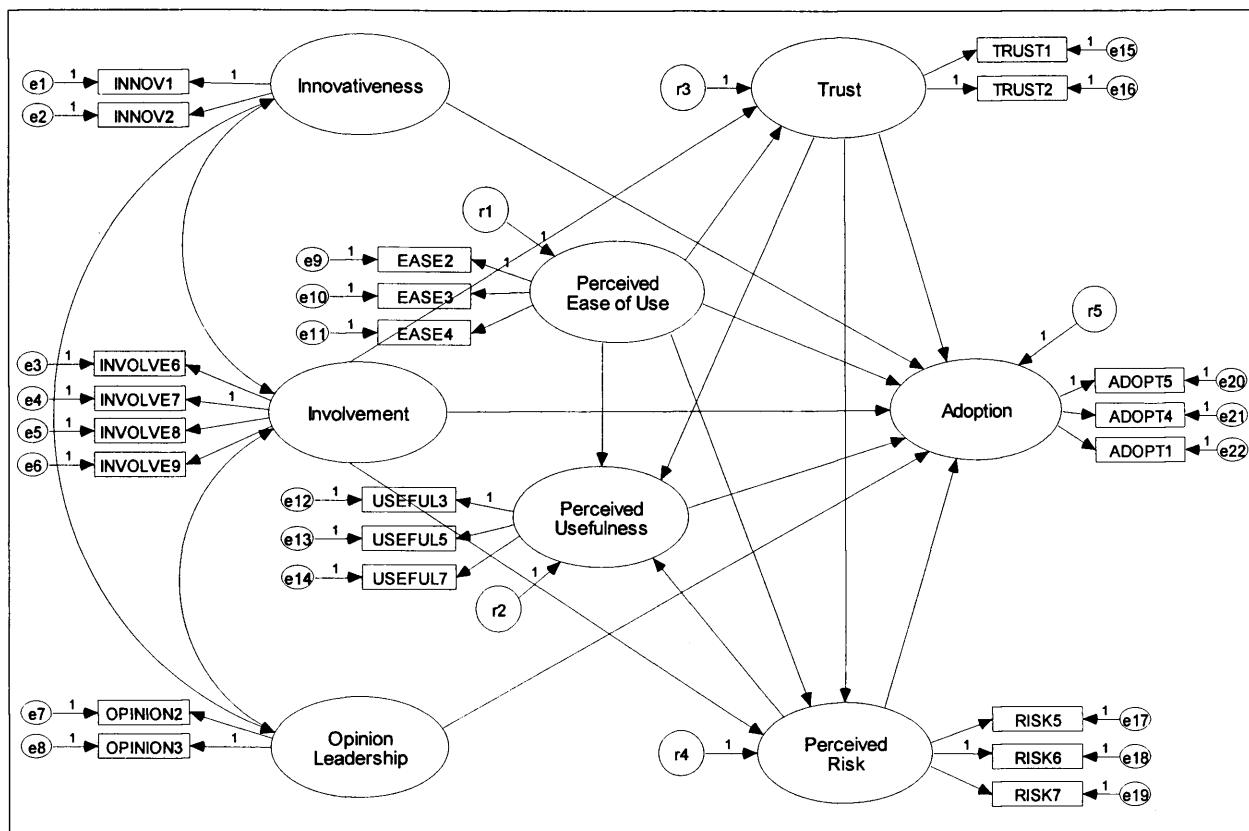 e1 1 INNOV1 1
e2 1 INNOV2
Innovativeness
r3 1
Trust
TRUST1 1 e15
1 TRUST2 1 e16
r1 1
e9 1 EASE2 1
e10 1 EASE3
e11 1 EASE4
Perceived
Ease of Use
r5
1
e3 1 INVOLVE6
e4 1 INVOLVE7 1
e5 1 INVOLVE8
e6 1 INVOLVE9
Involvement
Adoption
1 ADOPT5 1 e20
ADOPT4 1 e21
ADOPT1 1 e22
e12 1 USEFUL3 1
e13 1 USEFUL5
e14 1 USEFUL7
Perceived
Usefulness
r2 1
e7 1 OPINION2
e8 1 OPINION3 1
Opinion
Leadership
r4 1
Perceived
Risk
RISK5 1 e17
1 RISK6 1 e18
RISK7 1 e19